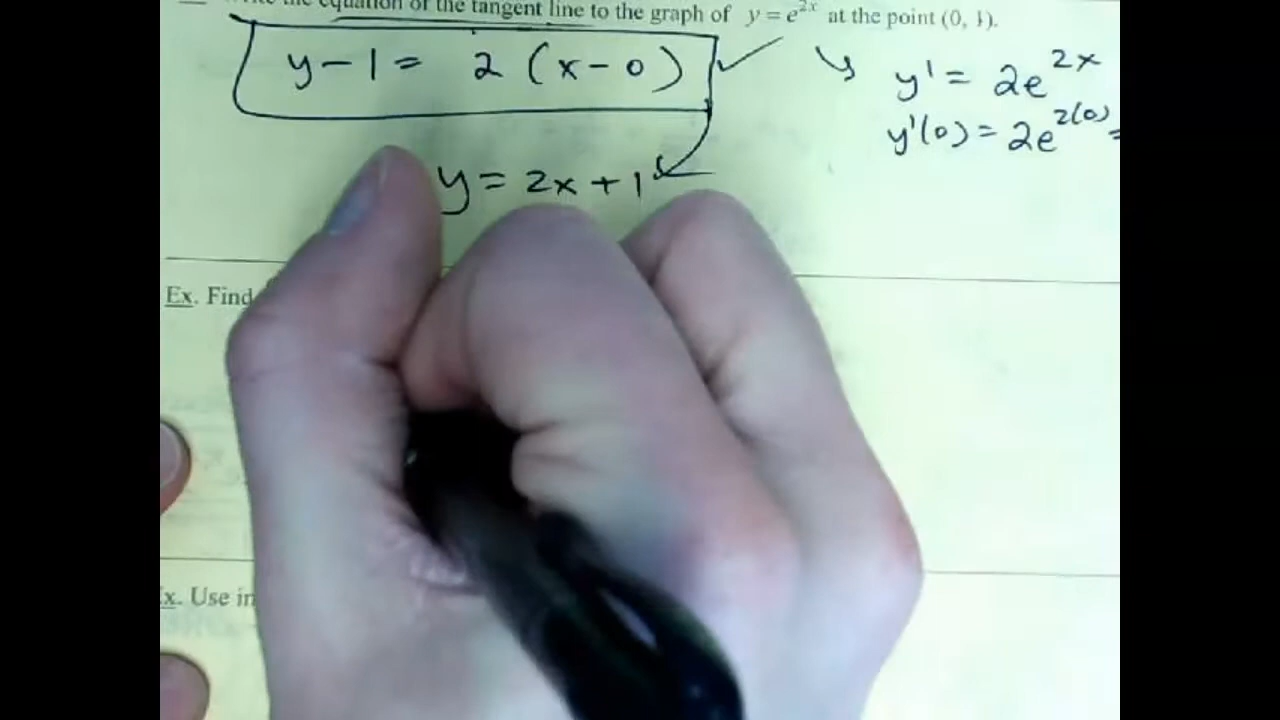 the equation of the tangent line to the graph of y = e^{2x} at the point (0, 1).
y - 1 = 2 (x - 0)
y' = 2e^{2x}
y'(0) = 2e^{2(0)} =
y = 2x + 1
Ex. Find
x. Use in